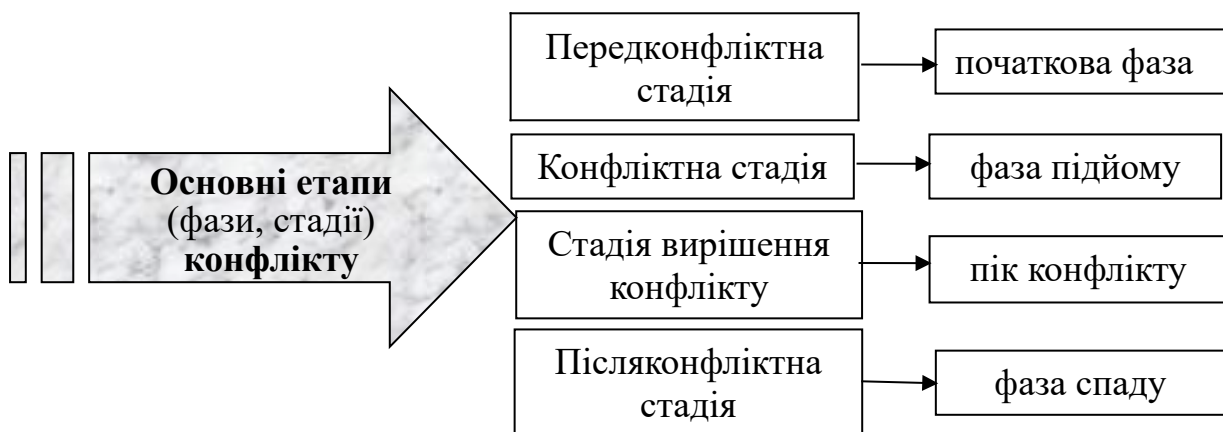 Основні етапи
(фази, стадії)
конфлікту
Передконфліктна
стадія
початкова фаза
Конфліктна стадія
фаза підйому
Стадія вирішення
конфлікту
пік конфлікту
Післяконфліктна
стадія
фаза спаду